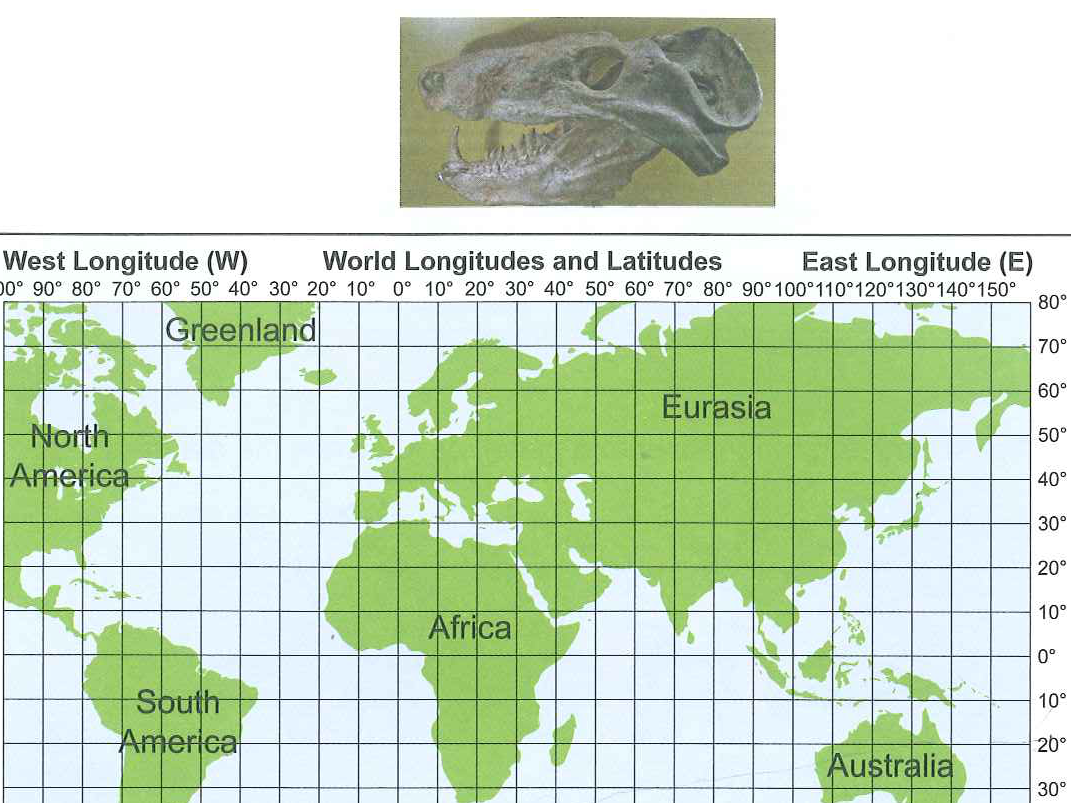 West Longitude (W) World Longitudes and Latitudes East Longitude (E)
00° 90° 80° 70° 60° 50° 40° 30° 20° 10° 0° 10° 20° 30° 40° 50° 60° 70° 80° 90° 100° 110° 120° 130° 140° 150°
80°
Greenland
70°
60°
Eurasia
North
50°
America
40°
30°
20°
10°
Africa
0°
South
10°
America
20°
Australia
30°